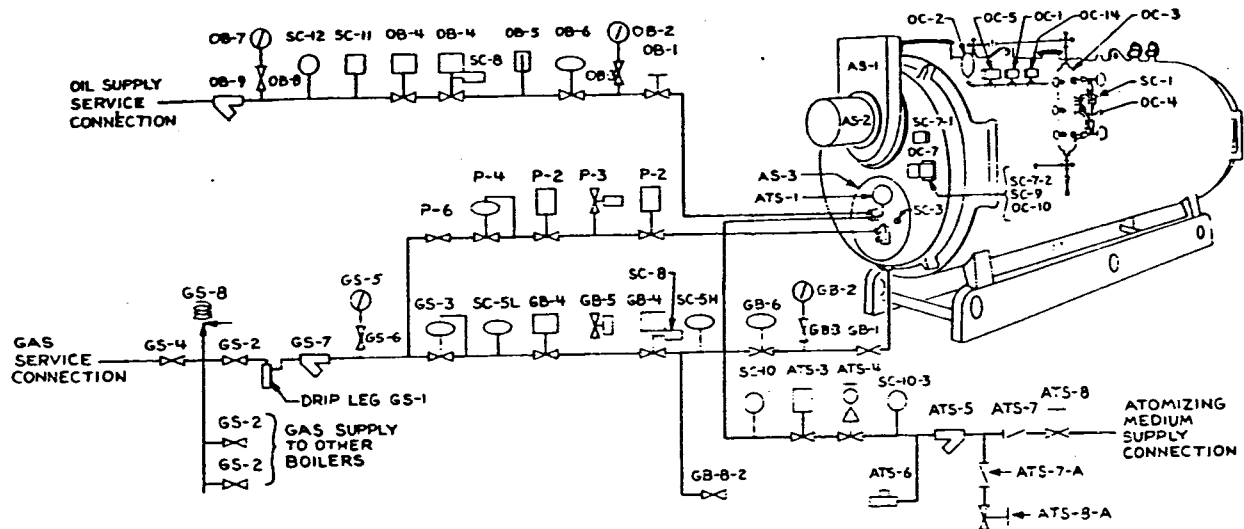 OC-2
OC-5
OC-1
OC-14
OC-3
OB-7
SC-12
SC-11
OB-4
OB-4
OB-5
OB-6
OB-2
OB-1
SC-8
OB-9
OB-8
OB-3
OIL SUPPLY
SERVICE
CONNECTION
AS-1
AS-2
SC-7-1
OC-7
SC-1
OC-4
AS-3
ATS-1
SC-3
SC-7-2
SC-9
OC-10
P-6
P-4
P-2
P-3
P-2
GS-8
GS-5
GS-3
SC-5L
GB-4
GB-5
GB-4
SC-8
SC-5H
GB-6
GB-2
GB3
GB-1
GAS
SERVICE
CONNECTION
GS-4
GS-2
GS-7
GS-6
DRIP LEG GS-1
GS-2
GS-2
GAS SUPPLY
TO OTHER
BOILERS
SC-10
ATS-3
ATS-4
SC-10-3
ATS-5
ATS-7
ATS-8
ATOMIZING
MEDIUM
SUPPLY
CONNECTION
GB-8-2
ATS-6
ATS-7-A
ATS-8-A